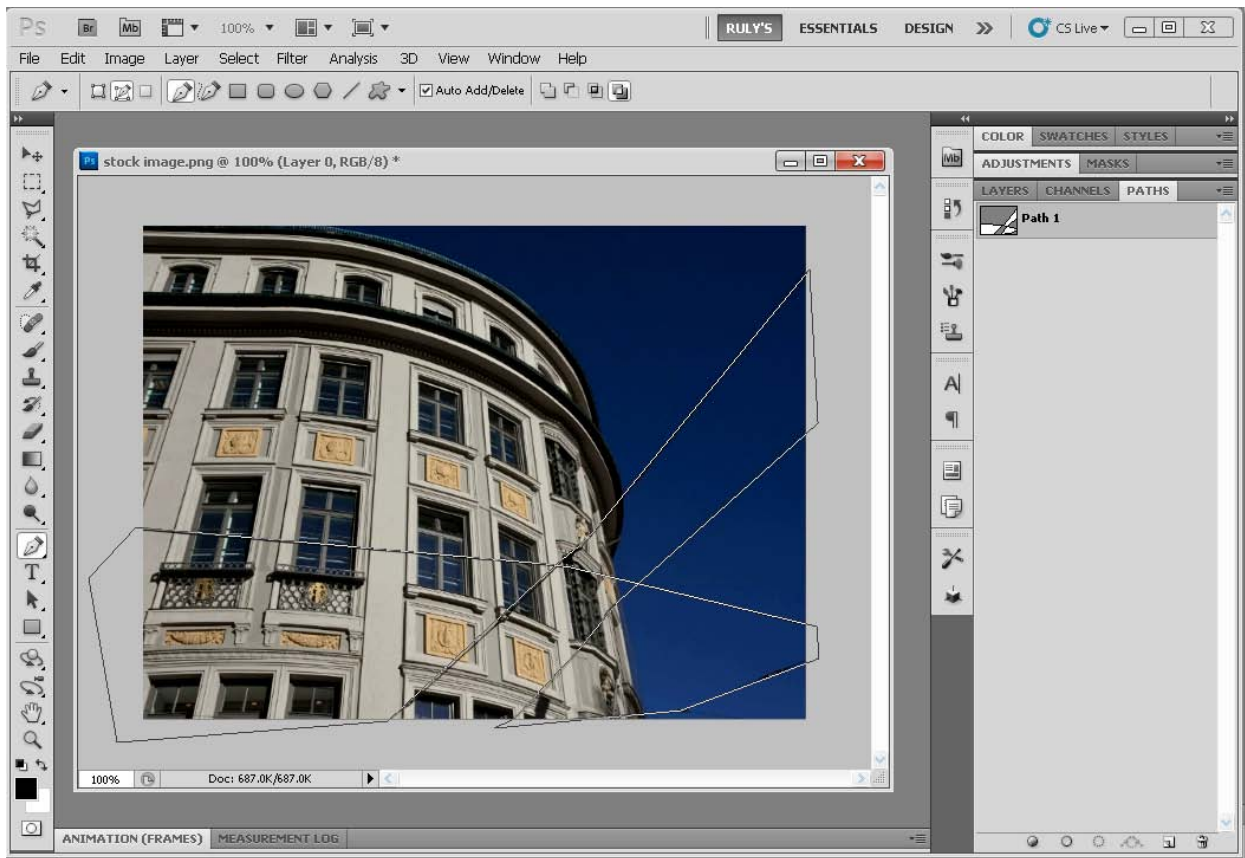 Ps Br Mb 100% RULY'S ESSENTIALS DESIGN CS Live
File Edit Image Layer Select Filter Analysis 3D View Window Help
Auto Add/Delete
COLOR SWATCHES STYLES
Mb
Ps stock image.png @ 100% (Layer 0, RGB/8) *
ADJUSTMENTS MASKS
LAYERS CHANNELS PATHS
Path 1
A
T
100% Doc: 687.0K/687.0K
ANIMATION (FRAMES) MEASUREMENT LOG